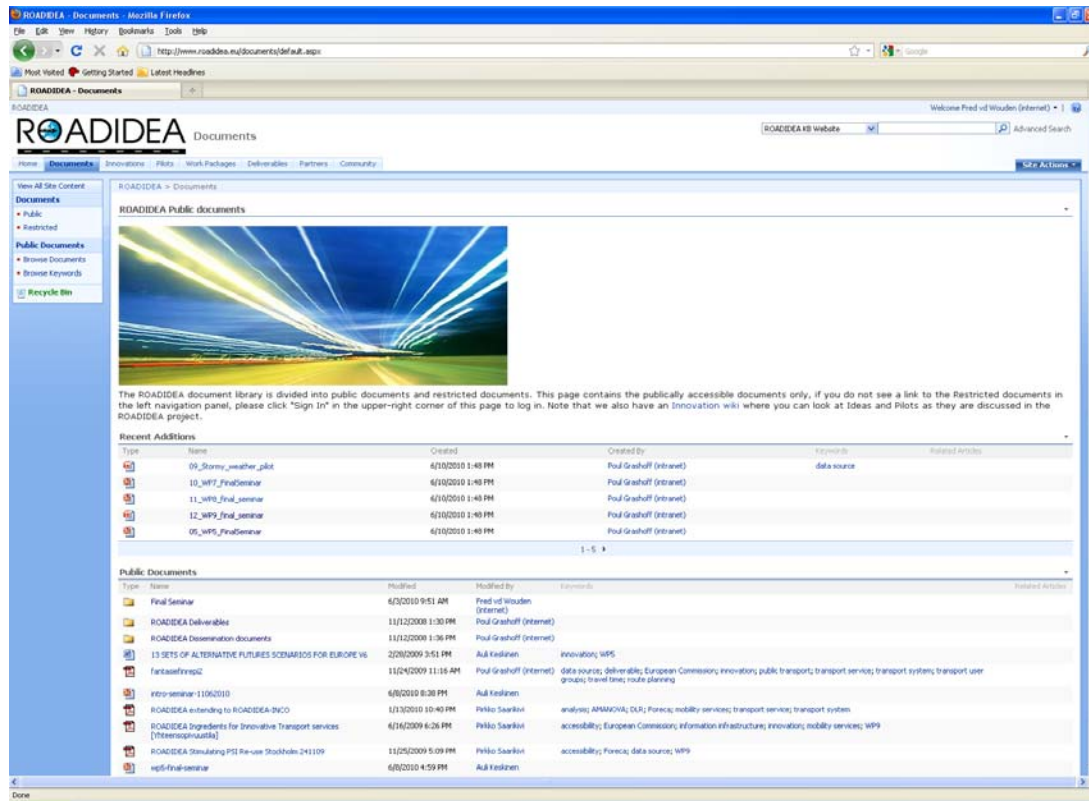 ROADIDEA - Documents - Mozilla Firefox
File Edit View History Bookmarks Tools Help
http://www.roadidea.eu/documents/default.aspx
Google
Most Visited Getting Started Latest Headlines
ROADIDEA - Documents
ROADIDEA Welcome Fred vd Wouden (internet)
ROADIDEA Documents
ROADIDEA KB Website Advanced Search
Home Documents Innovations Pilots Work Packages Deliverables Partners Community Site Actions
View All Site Content
Documents
Public
Restricted
Public Documents
Browse Documents
Browse Keywords
Recycle Bin
ROADIDEA > Documents
ROADIDEA Public documents
The ROADIDEA document library is divided into public documents and restricted documents. This page contains the publically accessible documents only, if you do not see a link to the Restricted documents in
the left navigation panel, please click "Sign In" in the upper-right corner of this page to log in. Note that we also have an Innovation wiki where you can look at Ideas and Pilots as they are discussed in the
ROADIDEA project.
Recent Additions
Type Name Created Created By Keywords Related Articles
09_Stormy_weather_pilot 6/10/2010 1:48 PM Poul Grashoff (intranet) data source
10_WP7_FinalSeminar 6/10/2010 1:48 PM Poul Grashoff (intranet)
11_WP8_final_seminar 6/10/2010 1:48 PM Poul Grashoff (intranet)
12_WP9_final_seminar 6/10/2010 1:48 PM Poul Grashoff (intranet)
05_WP5_FinalSeminar 6/10/2010 1:48 PM Poul Grashoff (intranet)
1 - 5
Public Documents
Type Name Modified Modified By Keywords Related Articles
Final Seminar 6/3/2010 9:51 AM Fred vd Wouden
(internet)
ROADIDEA Deliverables 11/12/2008 1:30 PM Poul Grashoff (internet)
ROADIDEA Dissemination documents 11/12/2008 1:36 PM Poul Grashoff (internet)
13 SETS OF ALTERNATIVE FUTURES SCENARIOS FOR EUROPE V6 2/28/2009 3:51 PM Auli Keskinen innovation; WP5
fantasiefinrepi2 11/24/2009 11:16 AM Poul Grashoff (internet) data source; deliverable; European Commission; innovation; public transport; transport service; transport system; transport user
groups; travel time; route planning
intro-seminar-11062010 6/8/2010 8:38 PM Auli Keskinen
ROADIDEA extending to ROADIDEA-INCO 1/13/2010 10:40 PM Pirkko Saarikivi analysis; AMANOVA; DLR; Foreca; mobility services; transport service; transport system
ROADIDEA Ingredients for Innovative Transport services 6/16/2009 6:26 PM Pirkko Saarikivi accessibility; European Commission; information infrastructure; innovation; mobility services; WP9
[Yhteensopivuustila]
ROADIDEA Stimulating PSI Re-use Stockholm 241109 11/25/2009 5:09 PM Pirkko Saarikivi accessibility; Foreca; data source; WP9
wp5-final-seminar 6/8/2010 4:59 PM Auli Keskinen
Done